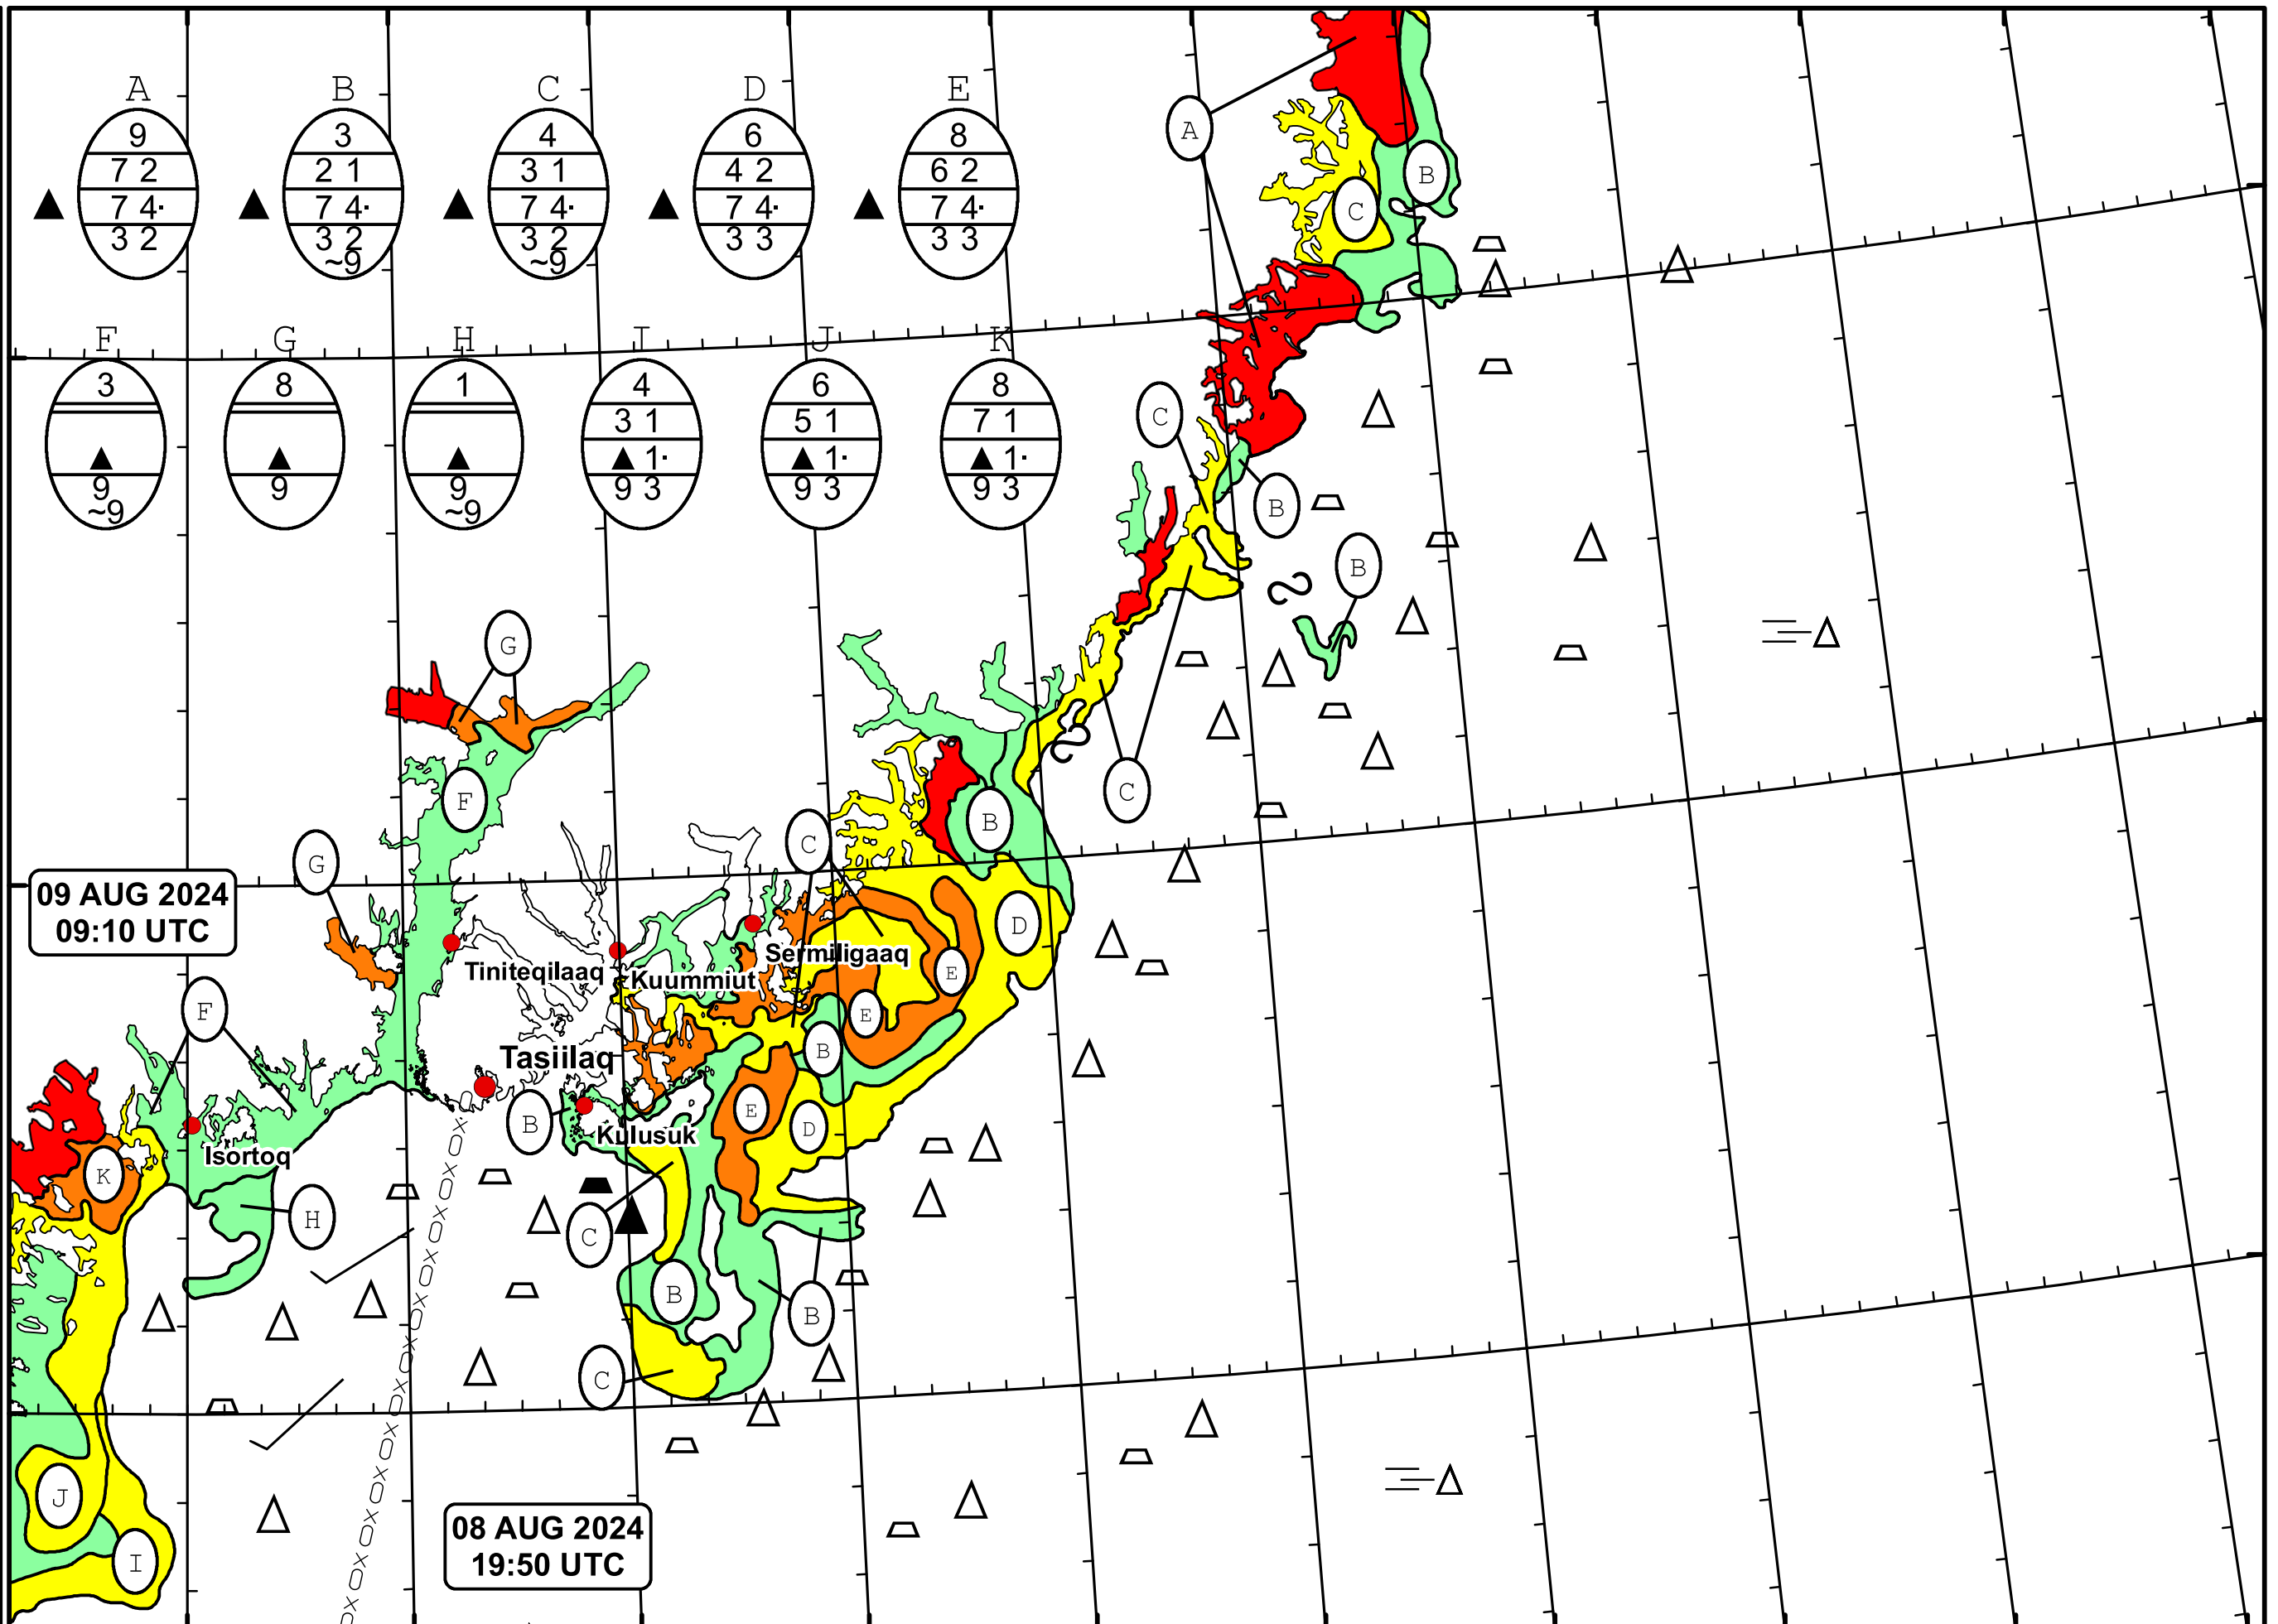 A B C D E
9 3 4 6 8
7 2 2 1 3 1 4 2 6 2
7 4· 7 4· 7 4· 7 4· 7 4·
3 2 3 2 3 2 3 3 3 3
~9 ~9
F G H I J K
3 8 1 4 6 8
3 1 5 1 7 1
▲ ▲ ▲ ▲ 1· ▲ 1· ▲ 1·
9 9 9 9 3 9 3 9 3
~9 ~9
A
B
C
C
B
B
G
F
C
B
C
G
09 AUG 2024
09:10 UTC
D
Sermiligaaq
Tiniteqilaaq
Kuummiut
E
F
E
B
Tasiilaq
E
B
D
Kulusuk
Isortoq
K
H
C
B
B
C
J
08 AUG 2024
19:50 UTC
I